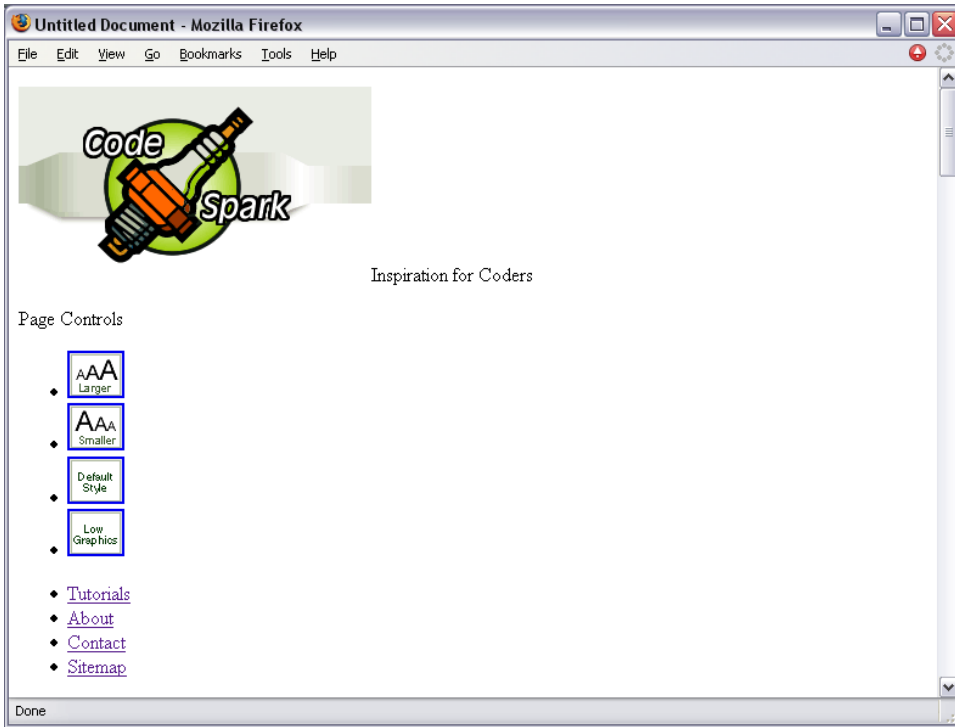 Untitled Document - Mozilla Firefox
File Edit View Go Bookmarks Tools Help
Code
Spark
Inspiration for Coders
Page Controls
AAA
Larger
AAA
Smaller
Default
Style
Low
Graphics
Tutorials
About
Contact
Sitemap
Done